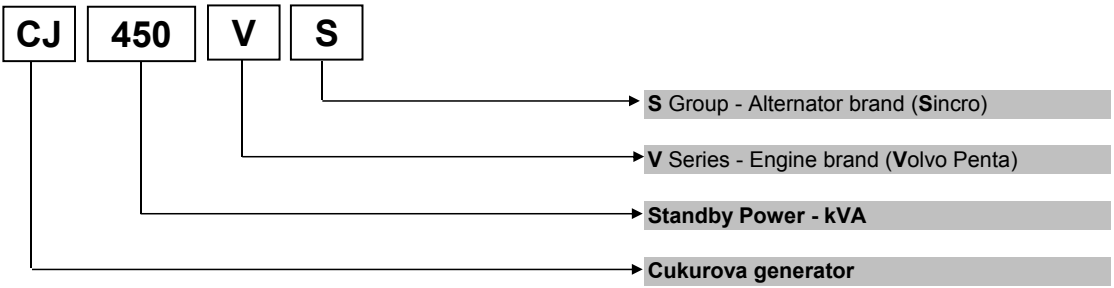 CJ 450 V S
S Group - Alternator brand (Sincro)
V Series - Engine brand (Volvo Penta)
Standby Power - kVA
Cukurova generator